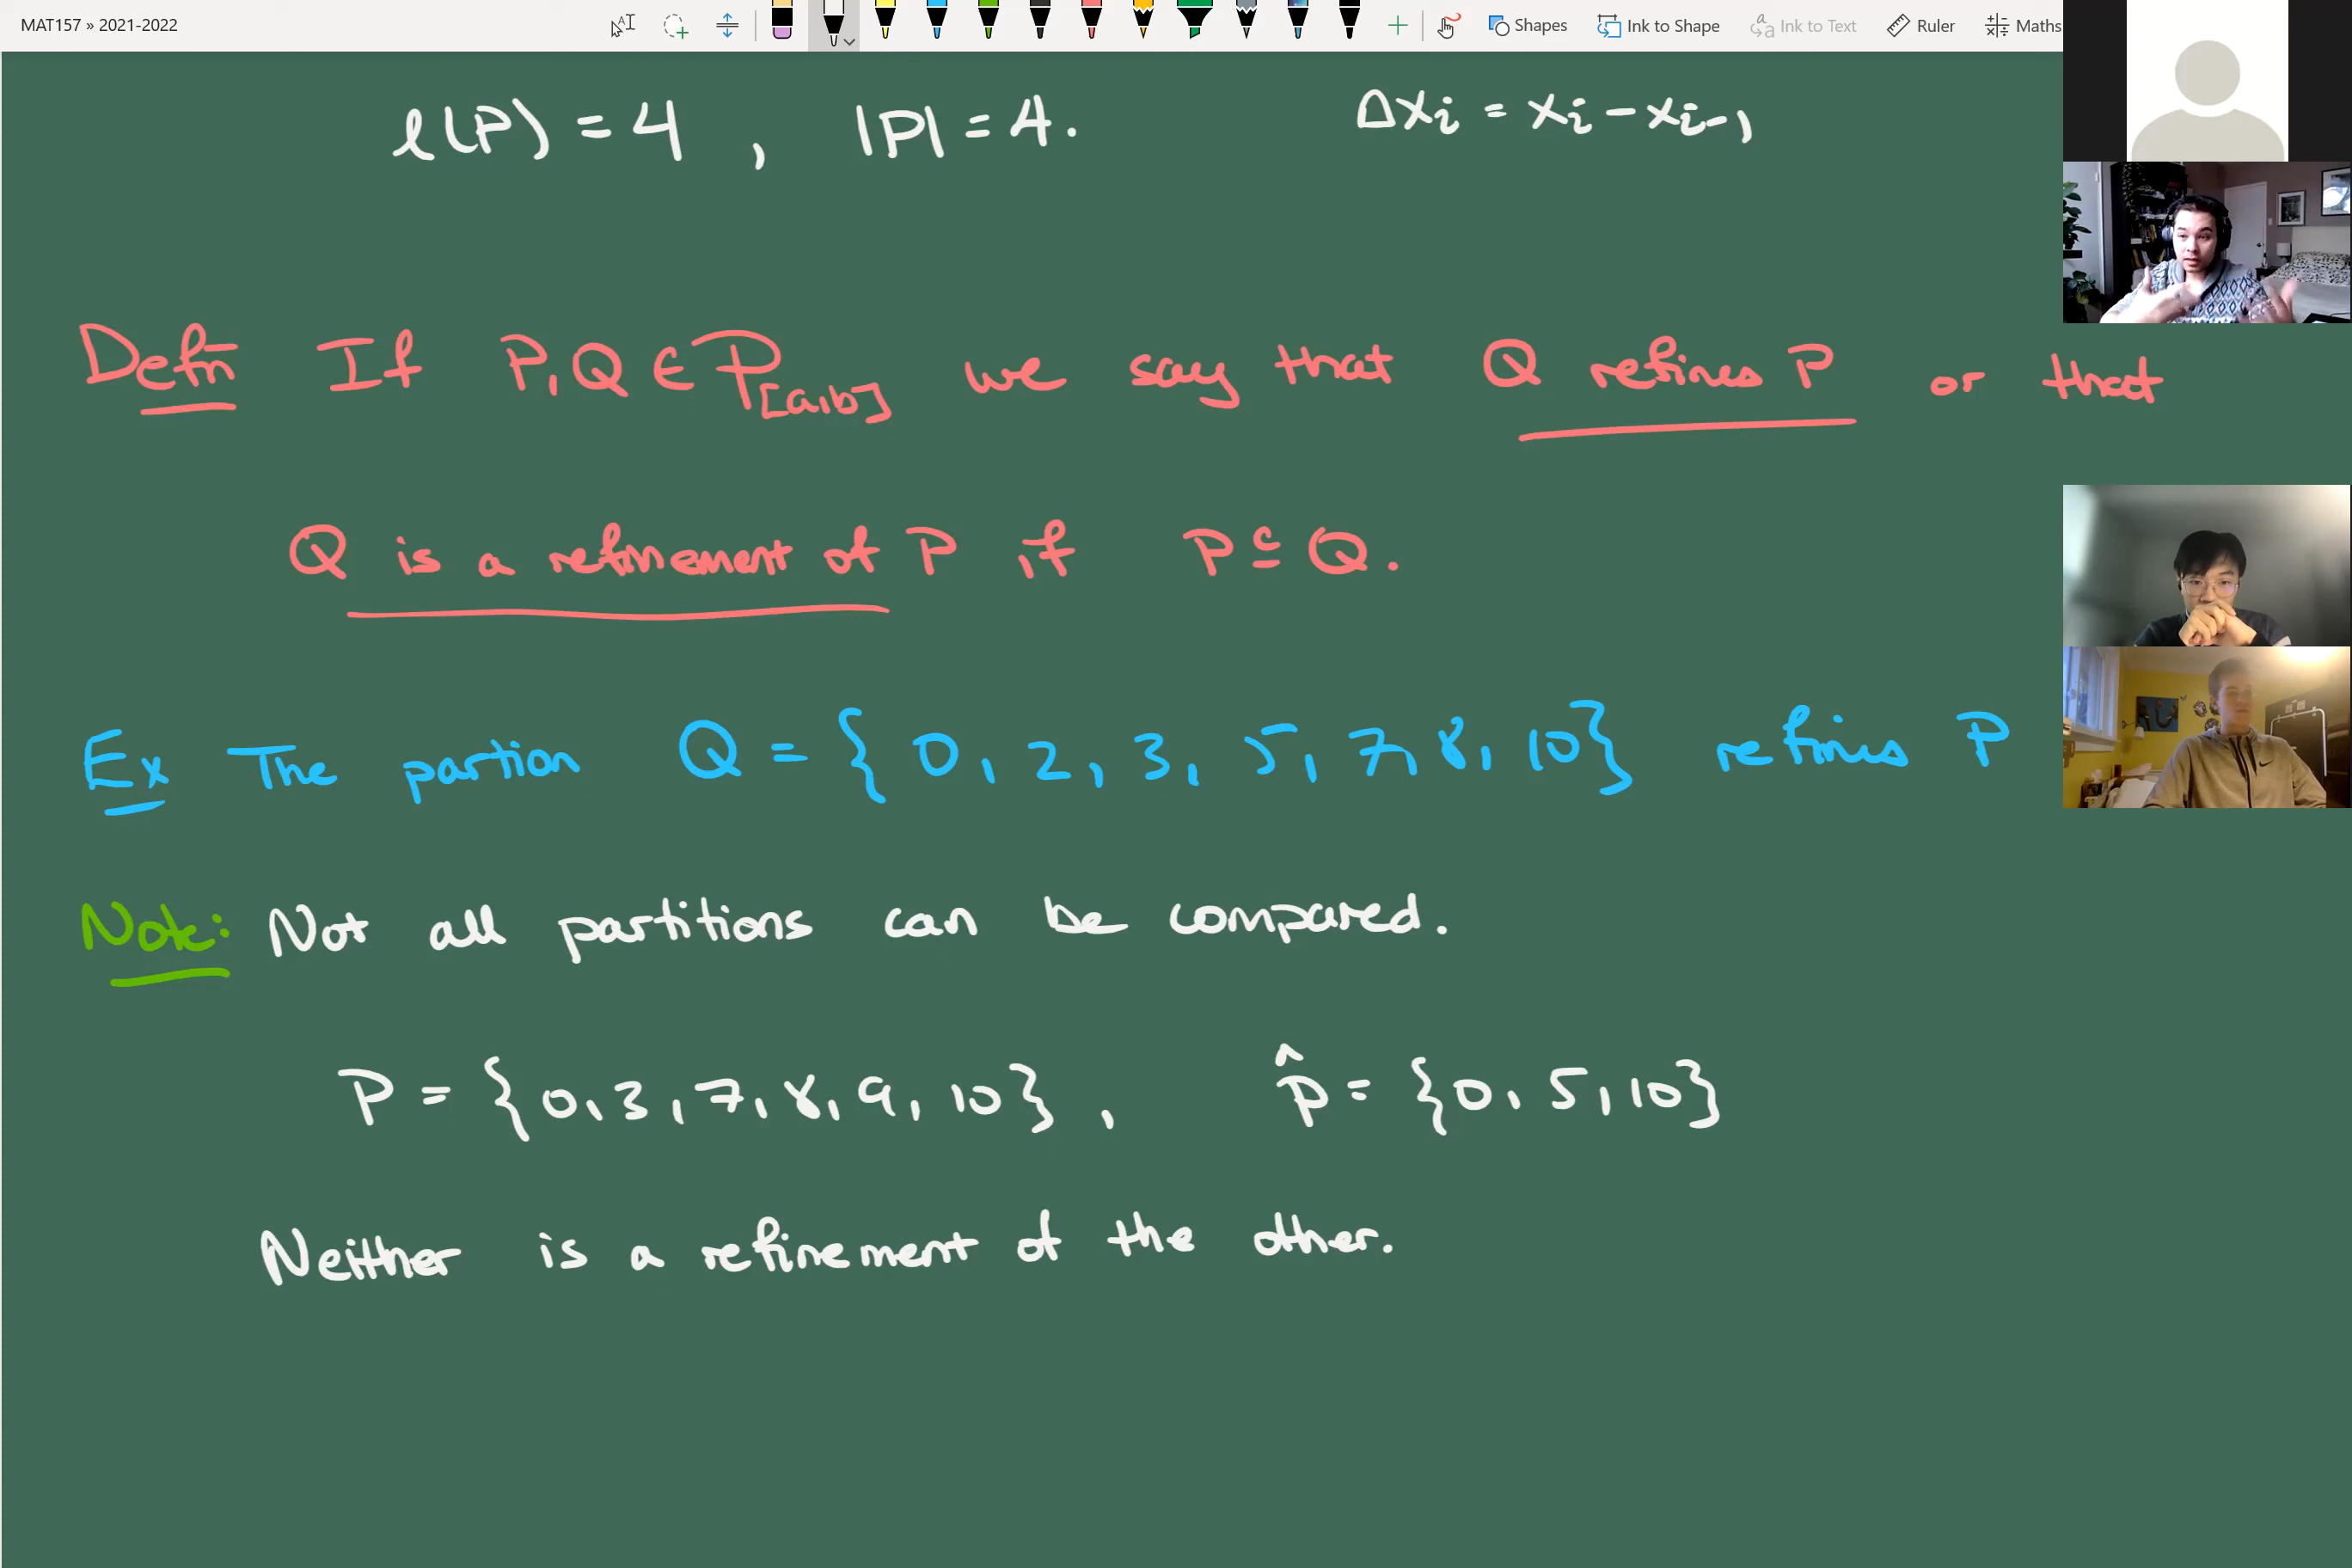 MAT157 » 2021-2022
Shapes Ink to Shape Ink to Text Ruler Maths
l(P) = 4 , |P| = 4. Δxᵢ = xᵢ - xᵢ₋₁
Defn If P, Q ∈ P[a,b] we say that Q refines P or that
Q is a refinement of P if P ⊆ Q.
Ex The partion Q = { 0, 2, 3, 5, 7, 8, 10} refines P
Note: Not all partitions can be compared.
P = {0, 3, 7, 8, 9, 10} , P̂ = {0, 5, 10}
Neither is a refinement of the other.